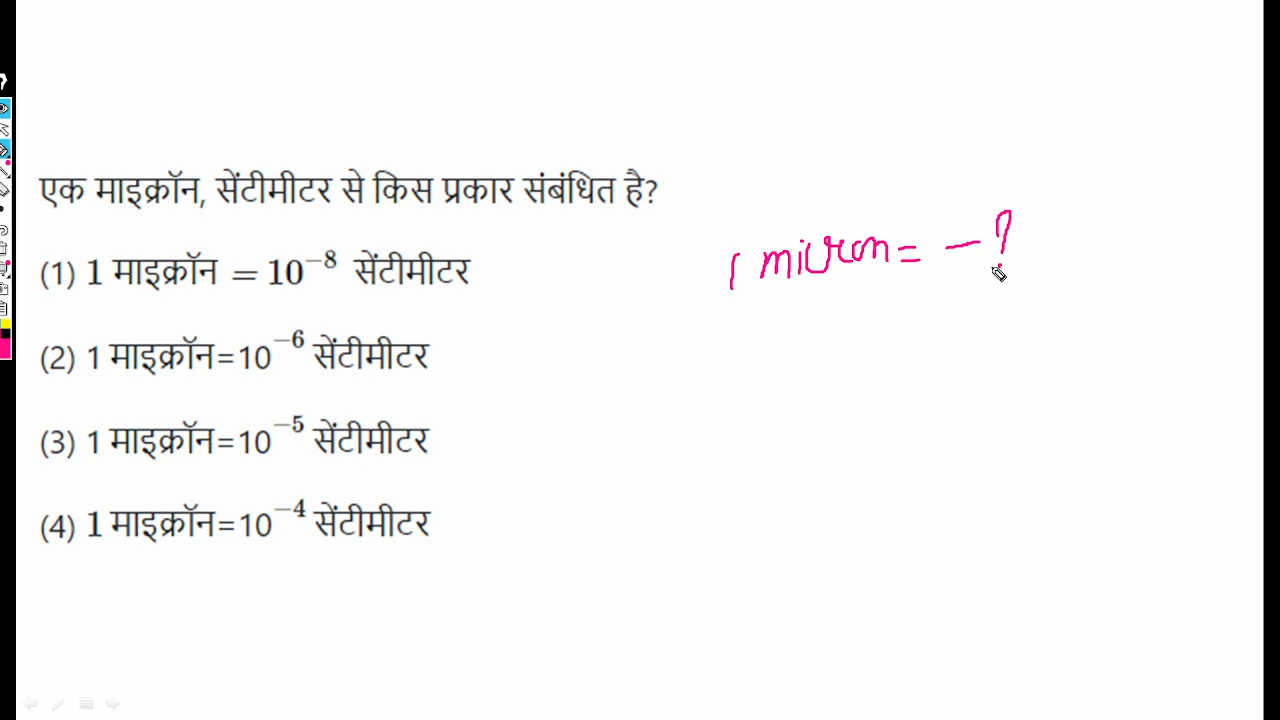 एक माइक्रॉन, सेंटीमीटर से किस प्रकार संबंधित है?
(1) 1 माइक्रॉन = 10⁻⁸ सेंटीमीटर
1 micron = — ?
(2) 1 माइक्रॉन=10⁻⁶ सेंटीमीटर
(3) 1 माइक्रॉन=10⁻⁵ सेंटीमीटर
(4) 1 माइक्रॉन=10⁻⁴ सेंटीमीटर